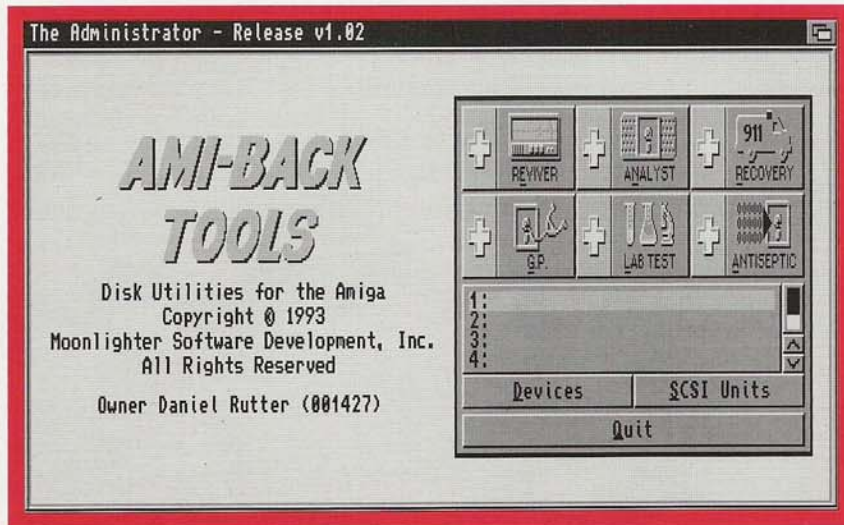 The Administrator - Release v1.02
AMI-BACK
TOOLS
Disk Utilities for the Amiga
Copyright © 1993
Moonlighter Software Development, Inc.
All Rights Reserved
Owner Daniel Rutter (001427)
REVIVER
ANALYST
911
RECOVERY
G.P.
LAB TEST
ANTISEPTIC
1:
2:
3:
4:
Devices
SCSI Units
Quit